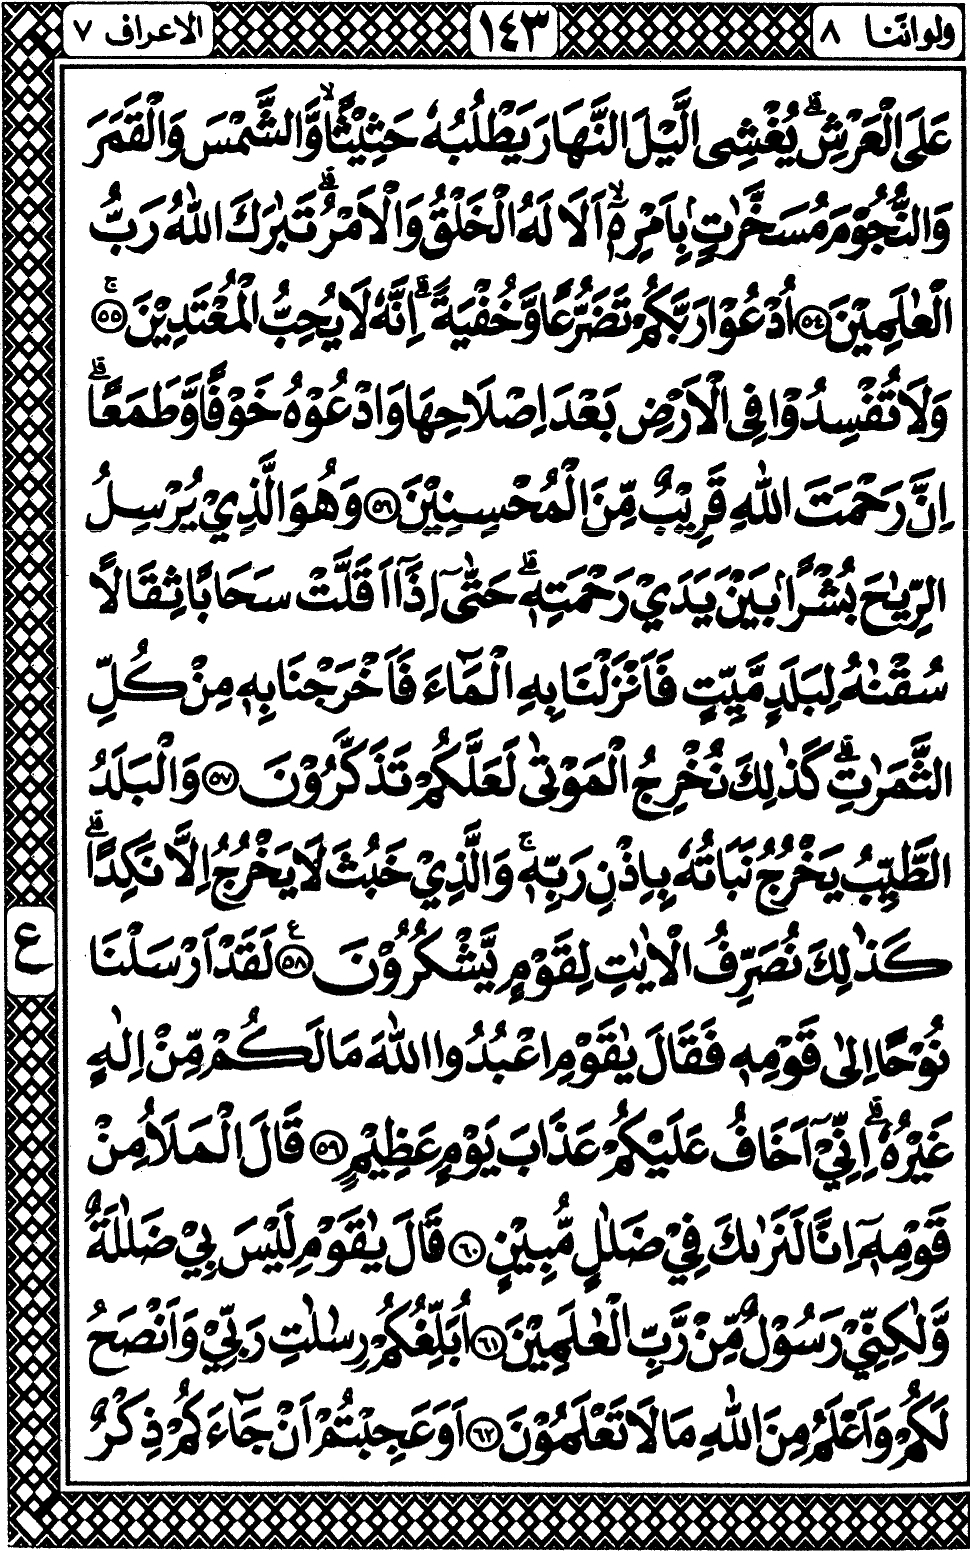 ولواننا ٨
١٤٣
الاعراف ٧
عَلَى الْعَرْشِ ۗ يُغْشِى الَّيْلَ النَّهَارَ يَطْلُبُهٗ حَثِيْثًا ۙ وَّالشَّمْسَ وَالْقَمَرَ
وَالنُّجُوْمَ مُسَخَّرٰتٍۭ بِاَمْرِهٖ ۙ اَلَا لَهُ الْخَلْقُ وَالْاَمْرُ ۗ تَبٰرَكَ اللّٰهُ رَبُّ
الْعٰلَمِيْنَ ٥٤ اُدْعُوْا رَبَّكُمْ تَضَرُّعًا وَّخُفْيَةً ۗ اِنَّهٗ لَا يُحِبُّ الْمُعْتَدِيْنَ ٥٥ ۚ
وَلَا تُفْسِدُوْا فِى الْاَرْضِ بَعْدَ اِصْلَاحِهَا وَادْعُوْهُ خَوْفًا وَّطَمَعًا ۗ
اِنَّ رَحْمَتَ اللّٰهِ قَرِيْبٌ مِّنَ الْمُحْسِنِيْنَ ٥٦ وَهُوَ الَّذِيْ يُرْسِلُ
الرِّيٰحَ بُشْرًاۢ بَيْنَ يَدَيْ رَحْمَتِهٖ ۗ حَتّٰۤى اِذَاۤ اَقَلَّتْ سَحَابًا ثِقَالًا
سُقْنٰهُ لِبَلَدٍ مَّيِّتٍ فَاَنْزَلْنَا بِهِ الْمَآءَ فَاَخْرَجْنَا بِهٖ مِنْ كُلِّ
الثَّمَرٰتِ ۗ كَذٰلِكَ نُخْرِجُ الْمَوْتٰى لَعَلَّكُمْ تَذَكَّرُوْنَ ٥٧ وَالْبَلَدُ
الطَّيِّبُ يَخْرُجُ نَبَاتُهٗ بِاِذْنِ رَبِّهٖ ۚ وَالَّذِيْ خَبُثَ لَا يَخْرُجُ اِلَّا نَكِدًا ۗ
كَذٰلِكَ نُصَرِّفُ الْاٰيٰتِ لِقَوْمٍ يَّشْكُرُوْنَ ٥٨ ع لَقَدْ اَرْسَلْنَا
ع
نُوْحًا اِلٰى قَوْمِهٖ فَقَالَ يٰقَوْمِ اعْبُدُوا اللّٰهَ مَا لَكُمْ مِّنْ اِلٰهٍ
غَيْرُهٗ ۗ اِنِّيْۤ اَخَافُ عَلَيْكُمْ عَذَابَ يَوْمٍ عَظِيْمٍ ٥٩ قَالَ الْمَلَاُ مِنْ
قَوْمِهٖۤ اِنَّا لَنَرٰىكَ فِيْ ضَلٰلٍ مُّبِيْنٍ ٦٠ قَالَ يٰقَوْمِ لَيْسَ بِيْ ضَلٰلَةٌ
وَّلٰكِنِّيْ رَسُوْلٌ مِّنْ رَّبِّ الْعٰلَمِيْنَ ٦١ اُبَلِّغُكُمْ رِسٰلٰتِ رَبِّيْ وَاَنْصَحُ
لَكُمْ وَاَعْلَمُ مِنَ اللّٰهِ مَا لَا تَعْلَمُوْنَ ٦٢ اَوَعَجِبْتُمْ اَنْ جَآءَكُمْ ذِكْرٌ